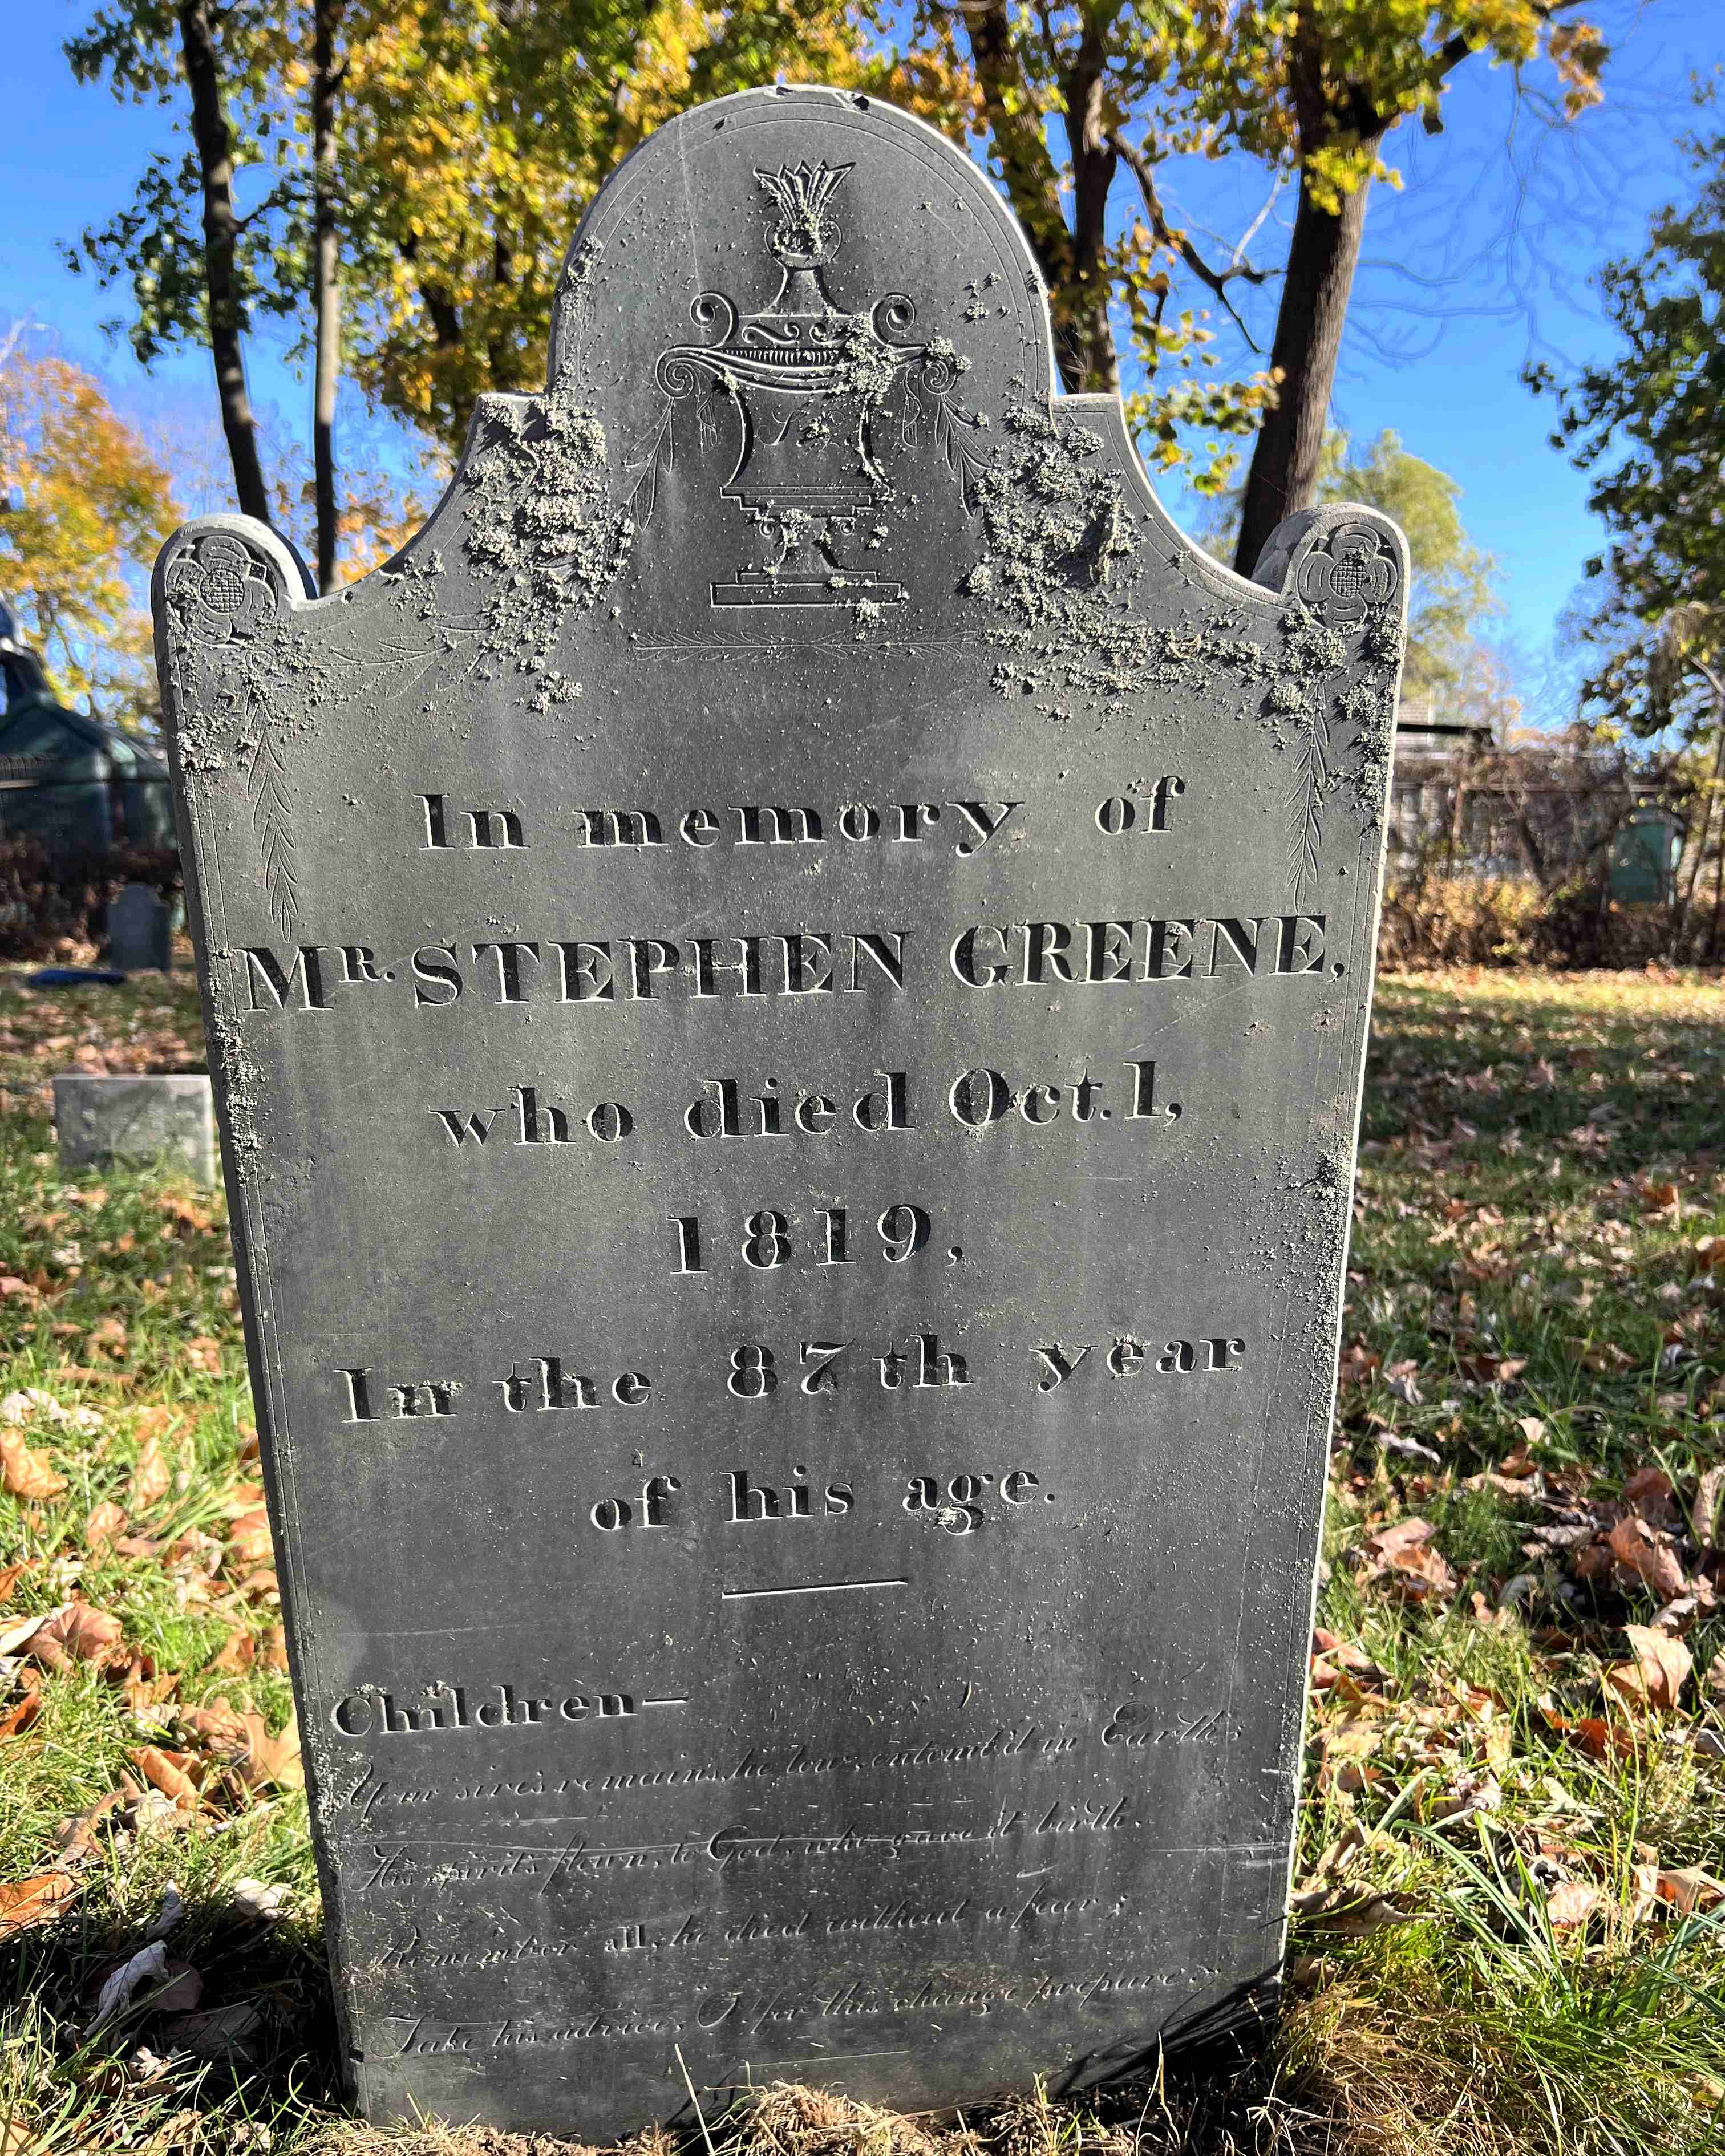 S. G.
In memory of
MR. STEPHEN GREENE,
who died Oct. 1,
1819,
In the 87th year
of his age.
Children—
Your sire's remains, lie low, entomb'd in Earth;
His spirit's flown, to God, who gave it birth.
Remember all, he died without a fear;
Take his advice, "O! for this change prepare."